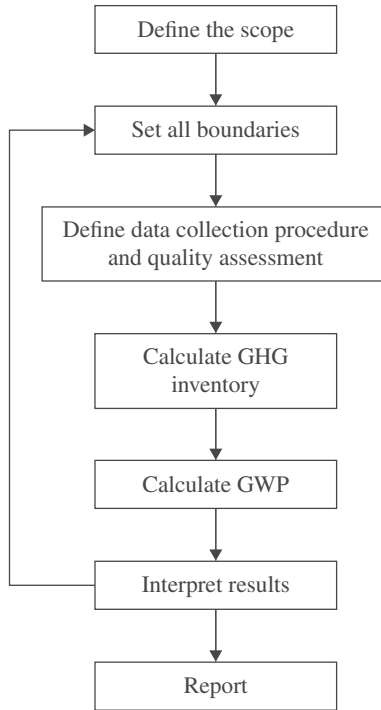 Define the scope
Set all boundaries
Define data collection procedure
and quality assessment
Calculate GHG
inventory
Calculate GWP
Interpret results
Report